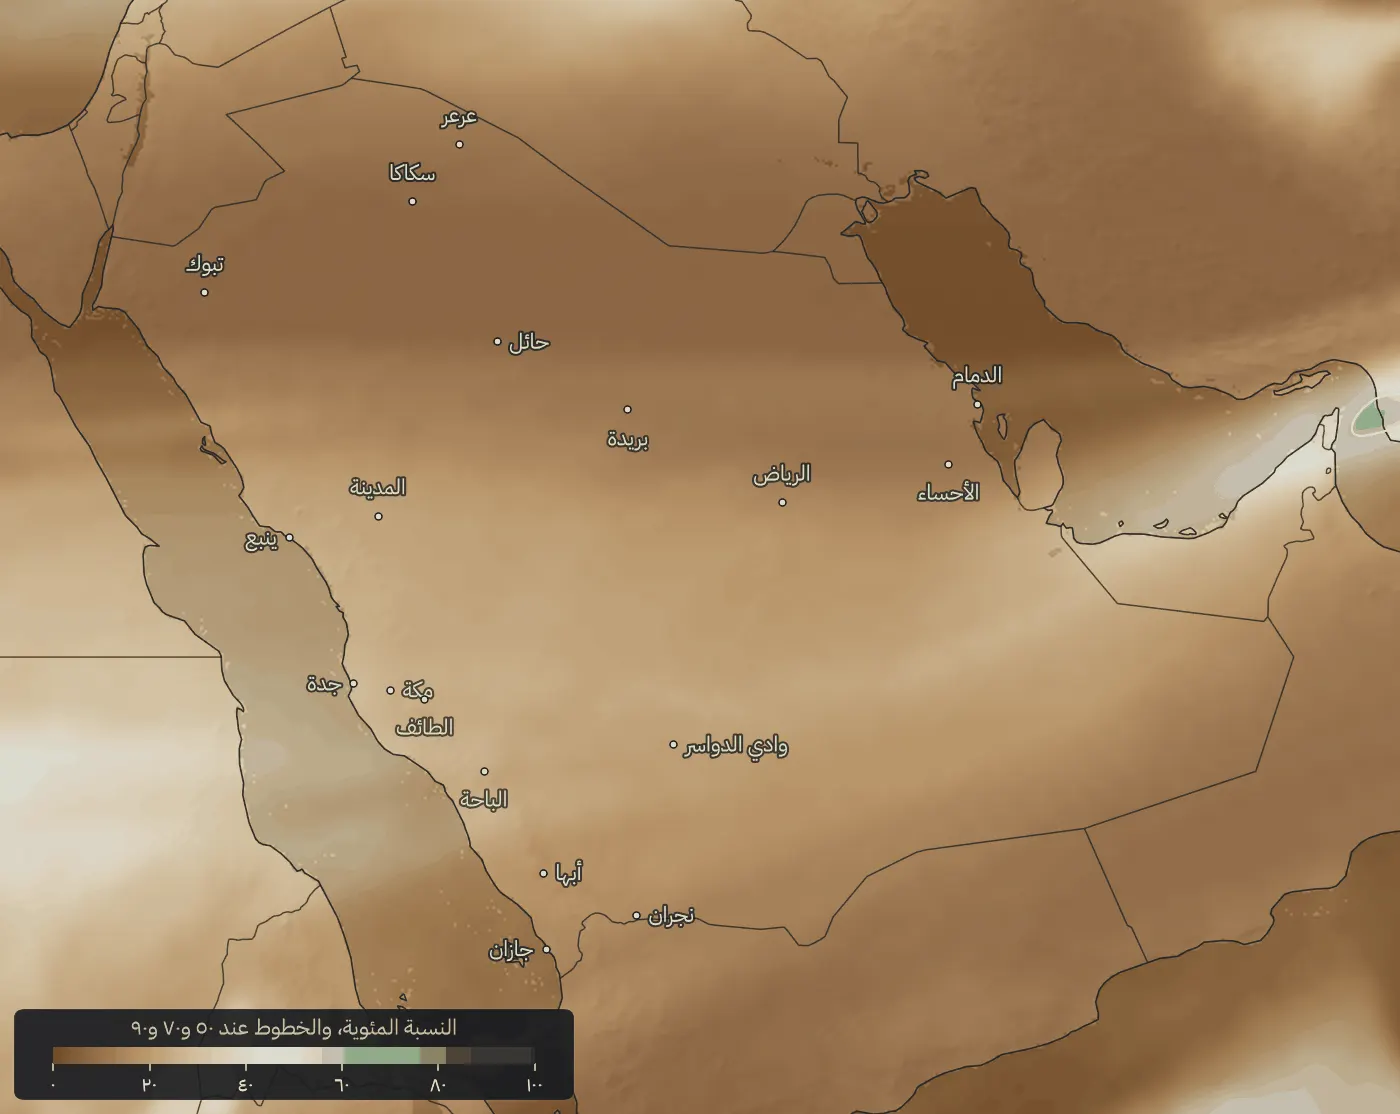 عرعر
سكاكا
تبوك
حائل
الدمام
بريدة
الرياض
المدينة
الأحساء
ينبع
جدة
مكة
الطائف
وادي الدواسر
الباحة
أبها
نجران
جازان
النسبة المئوية، والخطوط عند ٥٠ و٧٠ و٩٠
٠ ٢٠ ٤٠ ٦٠ ٨٠ ١٠٠